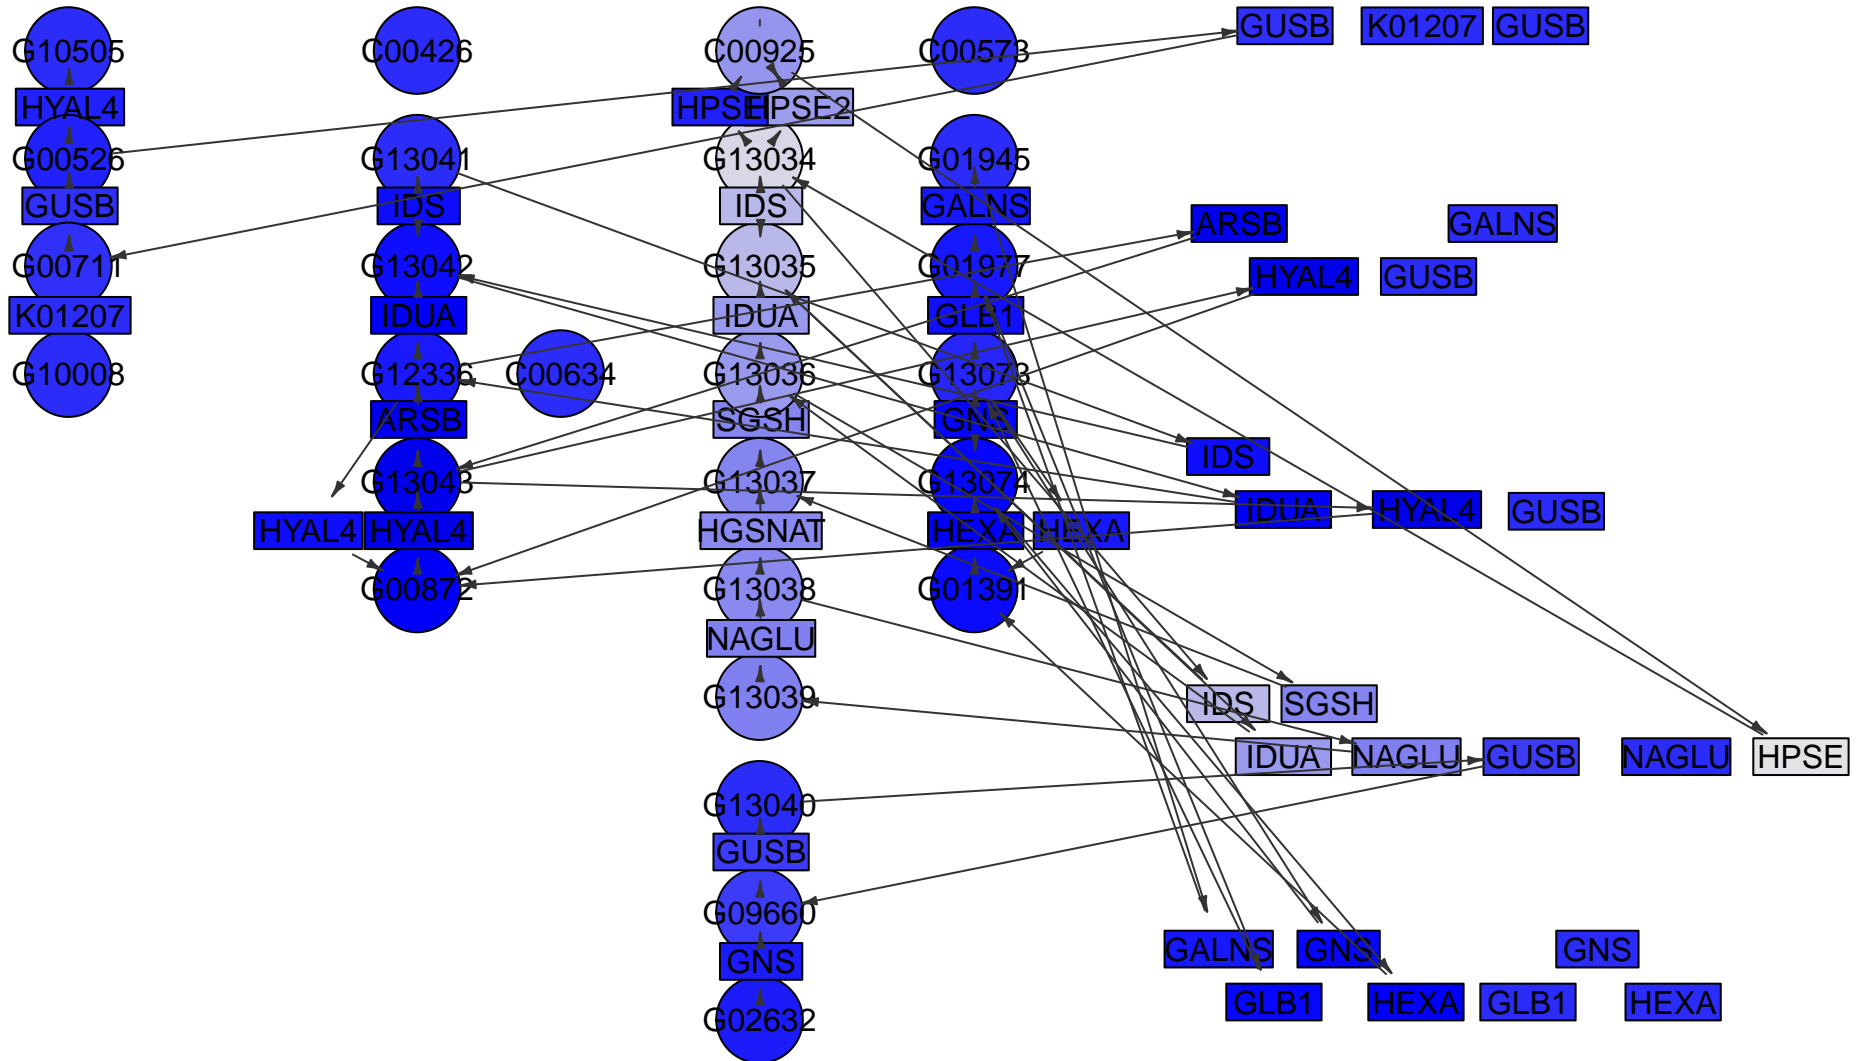 G10505 C00426 C00925 C00573 GUSB K01207 GUSB
HYAL4 HPSE HPSE2
G00526 G13041 G13034 G01945
GUSB IDS IDS GALNS ARSB GALNS
G00711 G13042 G13035 G01977 HYAL4 GUSB
K01207 IDUA IDUA GLB1
G10008 G12336 C00634 G13036 G13073
ARSB SGSH GNS IDS
G13043 G13037 G13074 IDUA HYAL4 GUSB
HYAL4 HYAL4 HGSNAT HEXA HEXA
G00872 G13038 G01391
NAGLU
G13039 IDS SGSH
IDUA NAGLU GUSB NAGLU HPSE
G13040
GUSB
G09660
GNS GALNS GNS GNS
G02632 GLB1 HEXA GLB1 HEXA